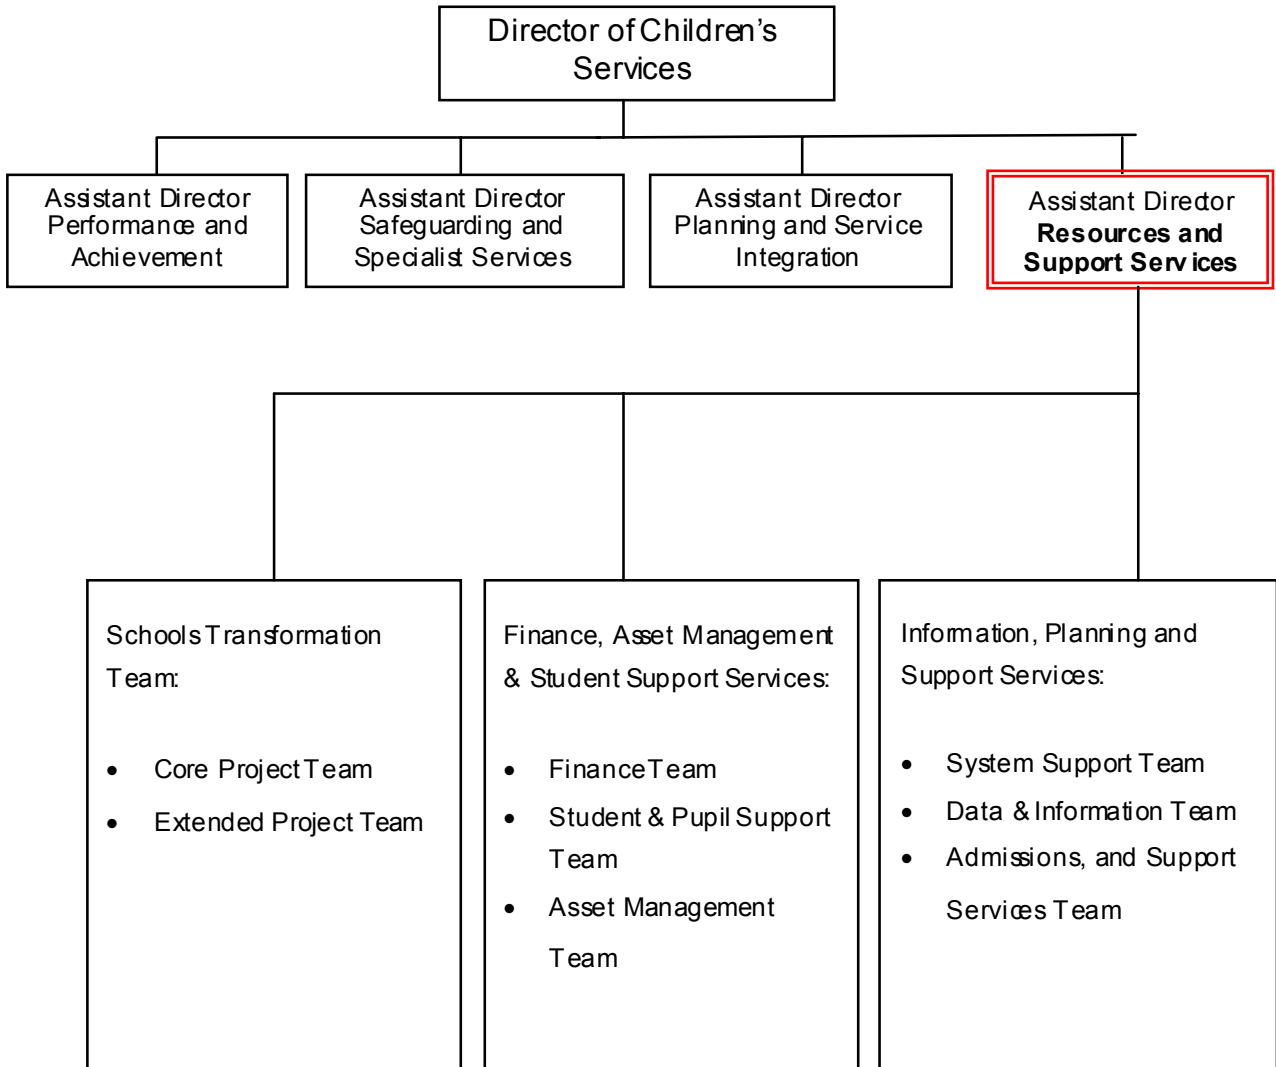 Director of Children’s
Services
Assistant Director
Performance and
Achievement
Assistant Director
Safeguarding and
Specialist Services
Assistant Director
Planning and Service
Integration
Assistant Director
Resources and
Support Services
Schools Transformation
Team:
• Core Project Team
• Extended Project Team
Finance, Asset Management
& Student Support Services:
• Finance Team
• Student & Pupil Support
Team
• Asset Management
Team
Information, Planning and
Support Services:
• System Support Team
• Data & Information Team
• Admissions, and Support
Services Team